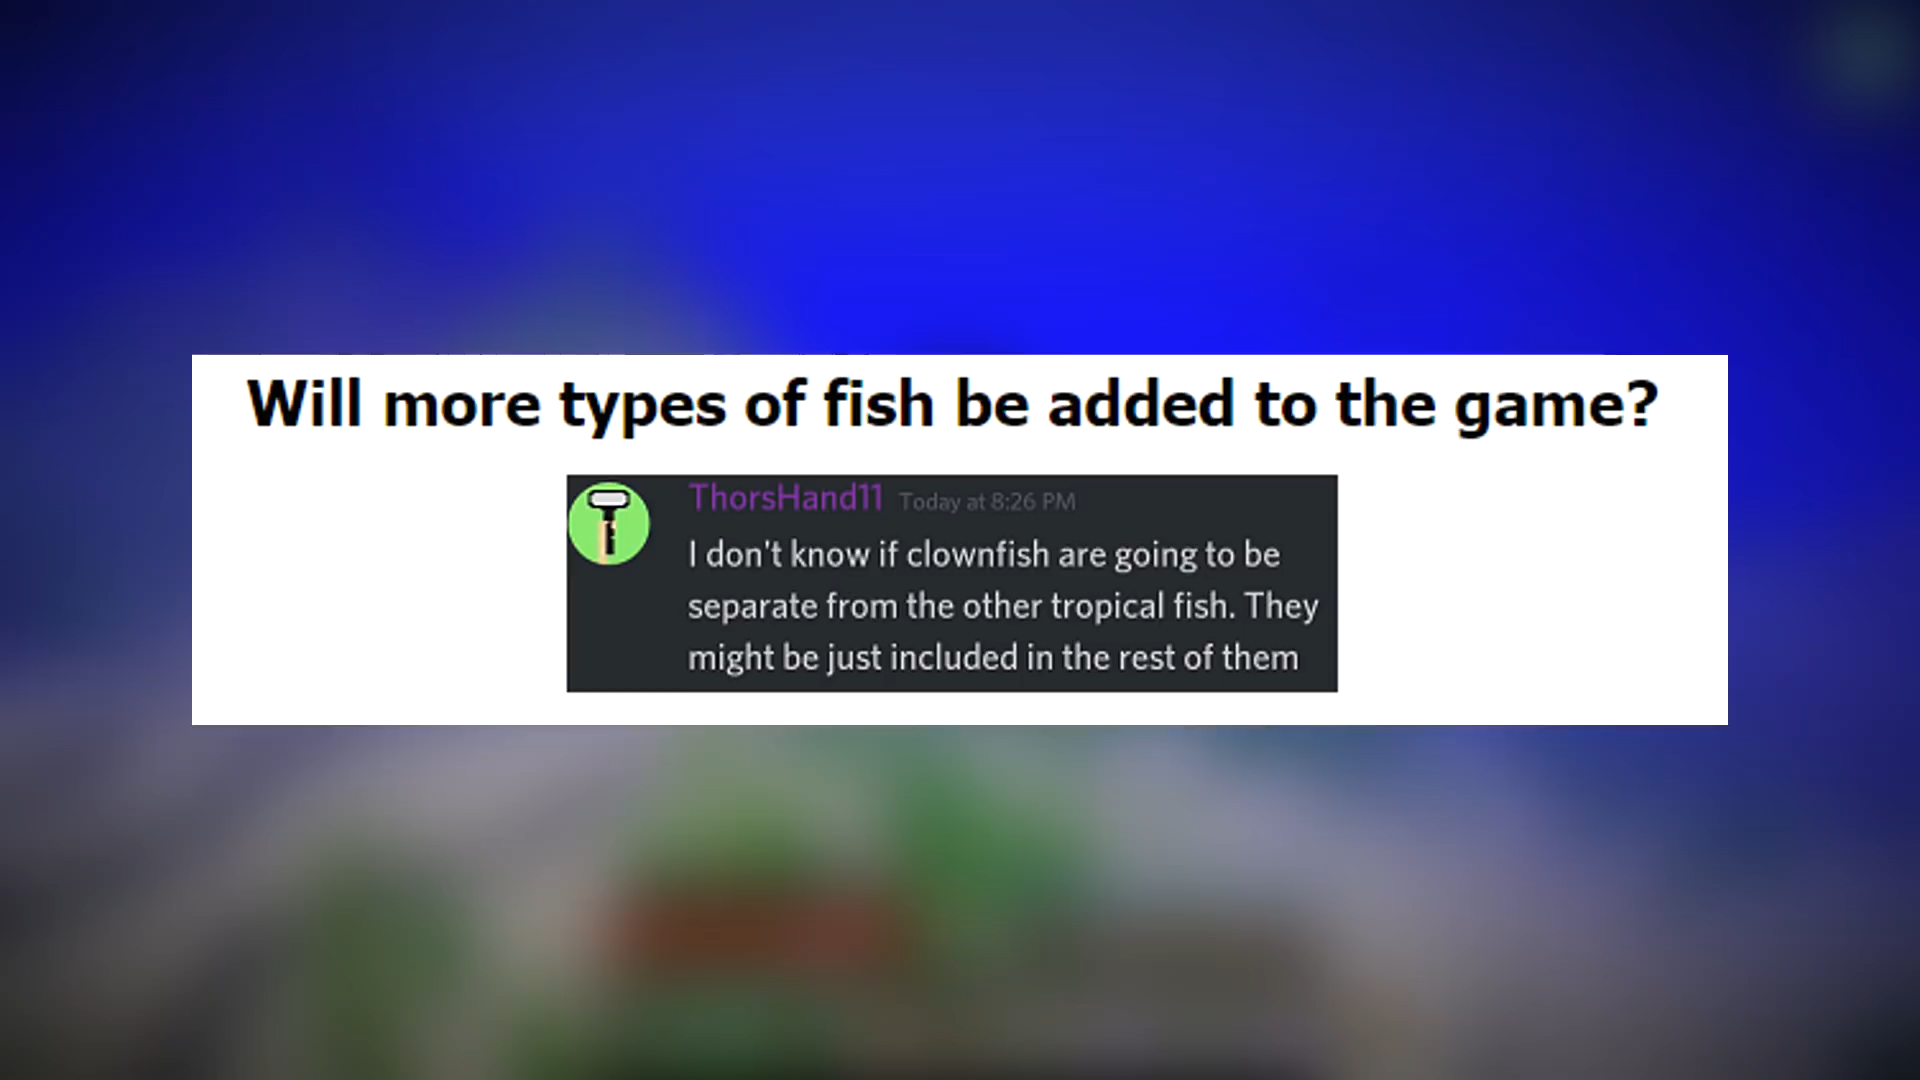 Will more types of fish be added to the game?
ThorsHand11 Today at 8:26 PM
I don't know if clownfish are going to be
separate from the other tropical fish. They
might be just included in the rest of them